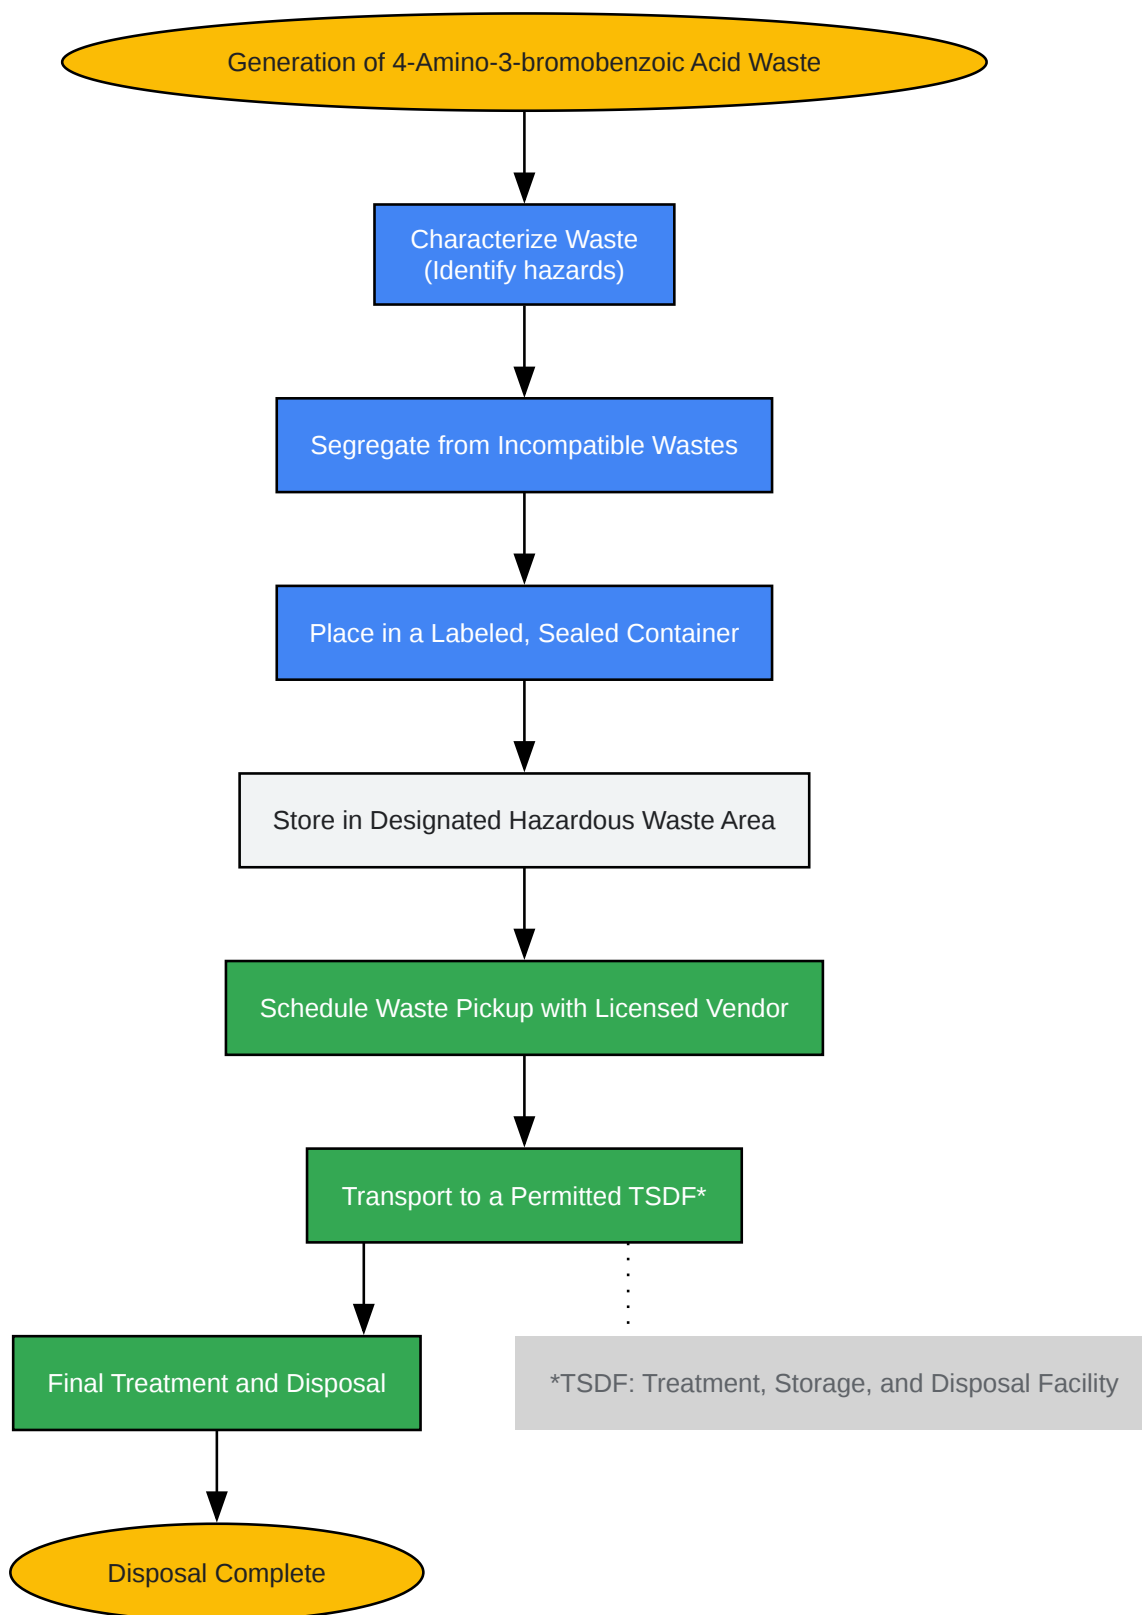 Generation of 4-Amino-3-bromobenzoic Acid Waste
Characterize Waste
(Identify hazards)
Segregate from Incompatible Wastes
Place in a Labeled, Sealed Container
Store in Designated Hazardous Waste Area
Schedule Waste Pickup with Licensed Vendor
Transport to a Permitted TSDF*
Final Treatment and Disposal
*TSDF: Treatment, Storage, and Disposal Facility
Disposal Complete